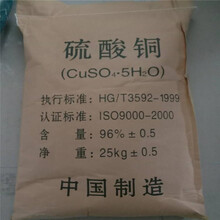 硫酸铜
(CuSO₄·5H₂O)
执行标准：HG/T3592-1999
认证标准：ISO9000-2000
含 量：96%±0.5
净 重：25kg±0.5
中国制造